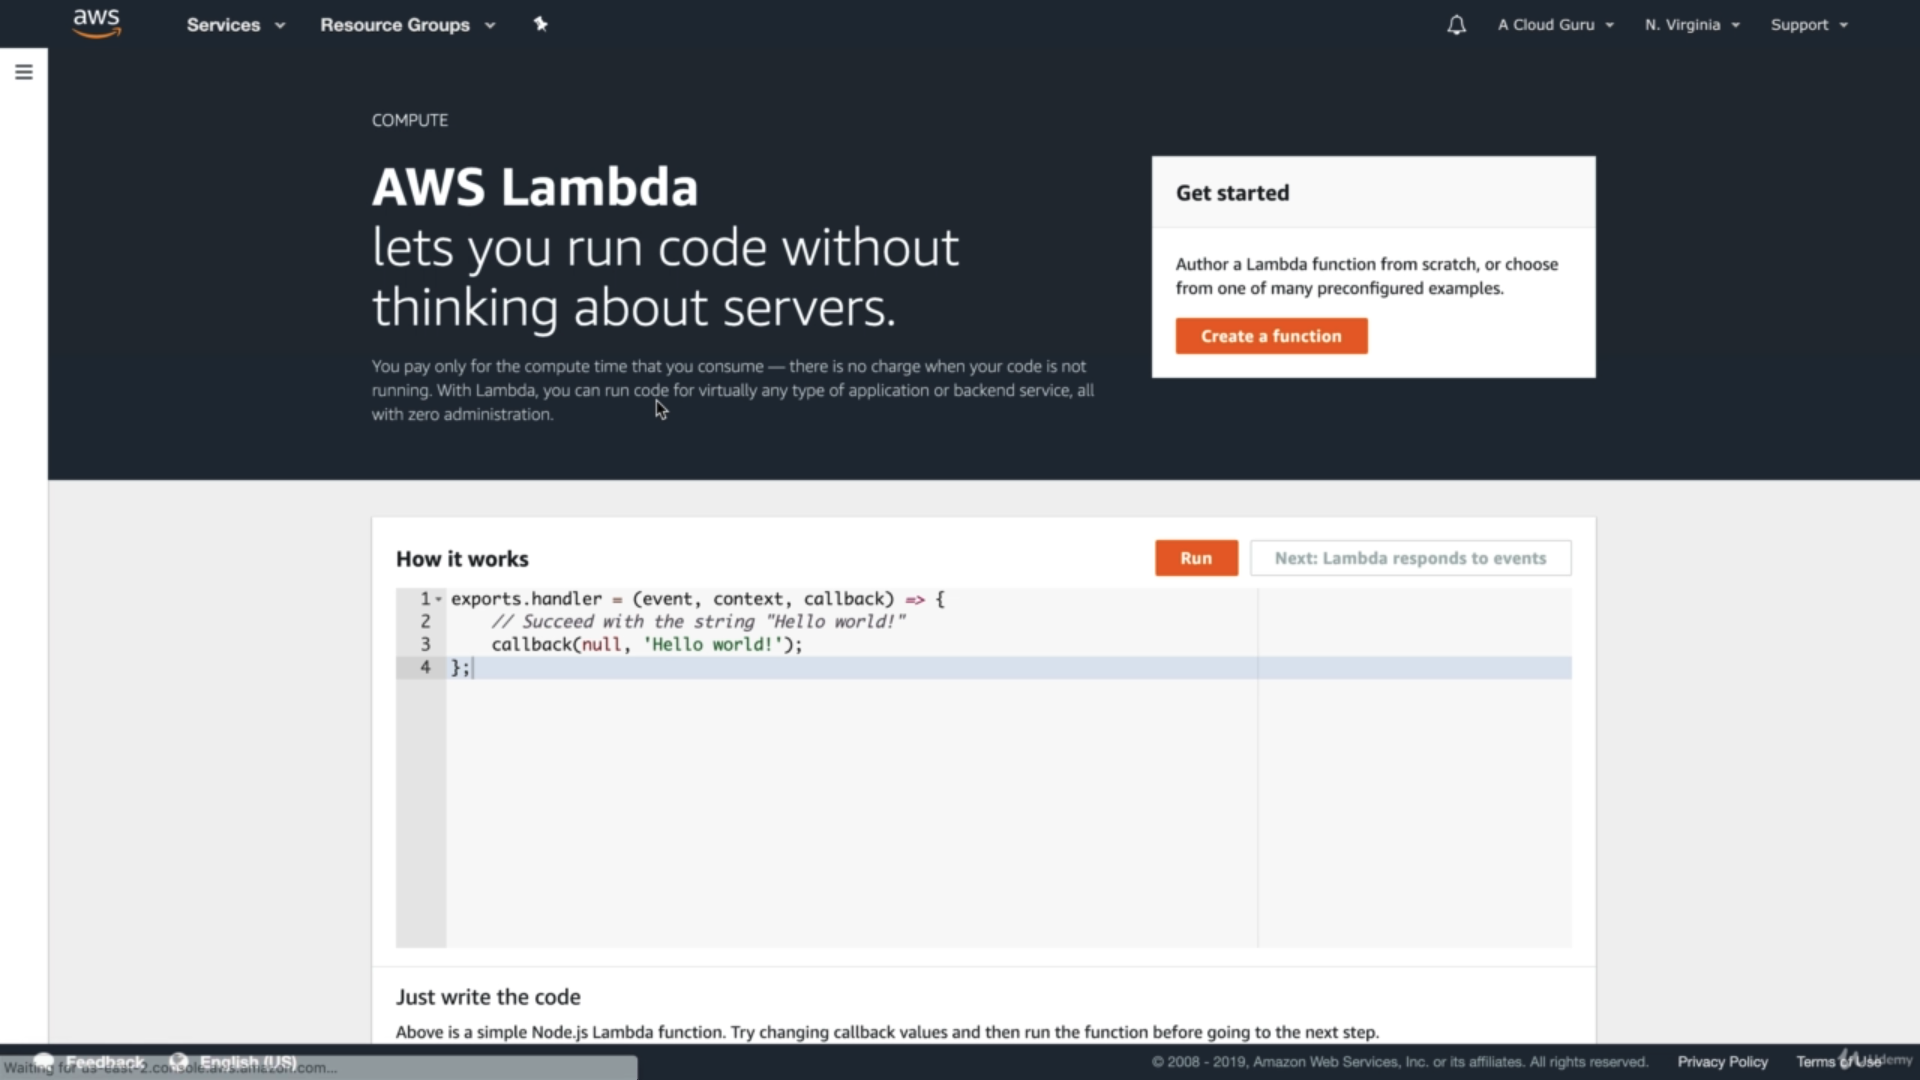 aws
Services
Resource Groups
A Cloud Guru
N. Virginia
Support
COMPUTE
AWS Lambda
lets you run code without
thinking about servers.
You pay only for the compute time that you consume — there is no charge when your code is not
running. With Lambda, you can run code for virtually any type of application or backend service, all
with zero administration.
Get started
Author a Lambda function from scratch, or choose
from one of many preconfigured examples.
Create a function
How it works
Run
Next: Lambda responds to events
1 exports.handler = (event, context, callback) => {
2 // Succeed with the string "Hello world!"
3 callback(null, 'Hello world!');
4 };
Just write the code
Above is a simple Node.js Lambda function. Try changing callback values and then run the function before going to the next step.
Feedback
English (US)
Waiting for us-east-2.console.aws.amazon.com...
© 2008 - 2019, Amazon Web Services, Inc. or its affiliates. All rights reserved.
Privacy Policy
Terms of Use
Udemy